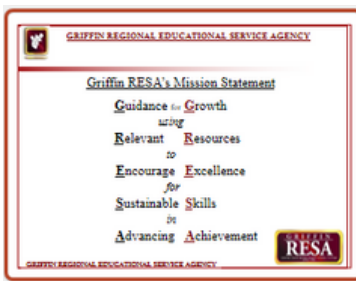 GRIFFIN REGIONAL EDUCATIONAL SERVICE AGENCY
Griffin RESA's Mission Statement
Guidance for Growth
using
Relevant Resources
to
Encourage Excellence
for
Sustainable Skills
in
Advancing Achievement
GRIFFIN
RESA
GRIFFIN REGIONAL EDUCATIONAL SERVICE AGENCY